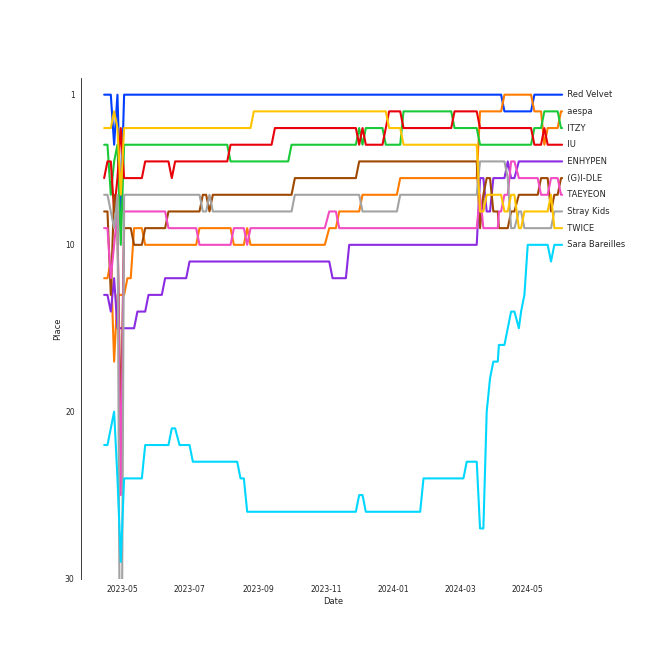 1
10
20
30
Place
2023-05
2023-07
2023-09
2023-11
2024-01
2024-03
2024-05
Date
Red Velvet
aespa
ITZY
IU
ENHYPEN
(G)I-DLE
TAEYEON
Stray Kids
TWICE
Sara Bareilles